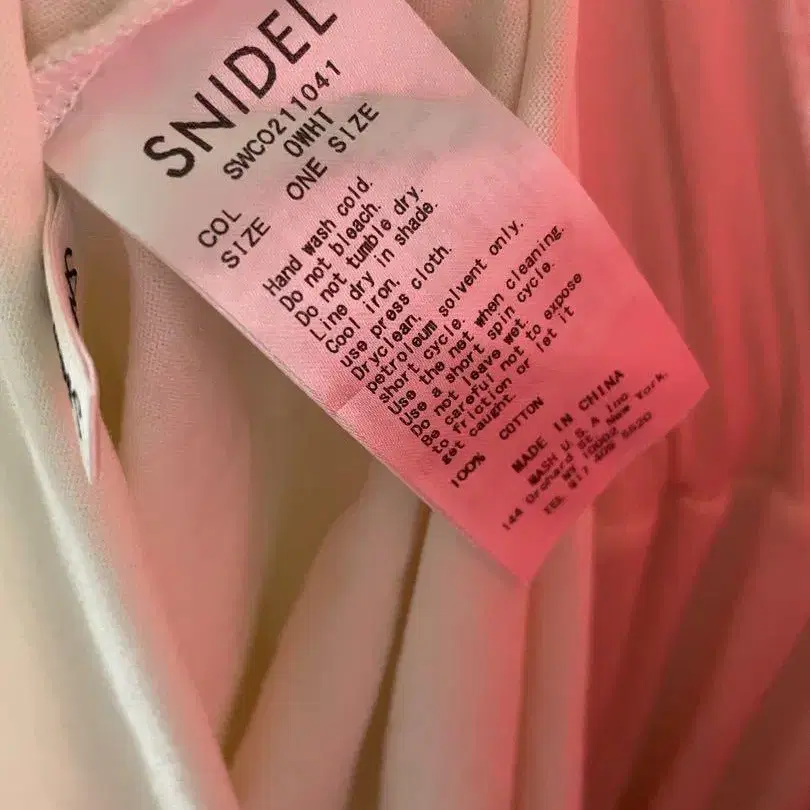 SNIDEL
SWCO211041
COL OWHT
SIZE ONE SIZE
Hand wash cold.
Do not bleach.
Do not tumble dry.
Line dry in shade.
Cool iron.
use press cloth.
Dryclean.
petroleum solvent only.
short cycle.
Use the net when cleaning.
Use a short spin cycle.
Do not leave wet.
Be careful not to expose
to friction or let it
get caught.
100% COTTON
MADE IN CHINA
MASH U.S.A inc.
144 Orchard ST. New York.
NY 10002